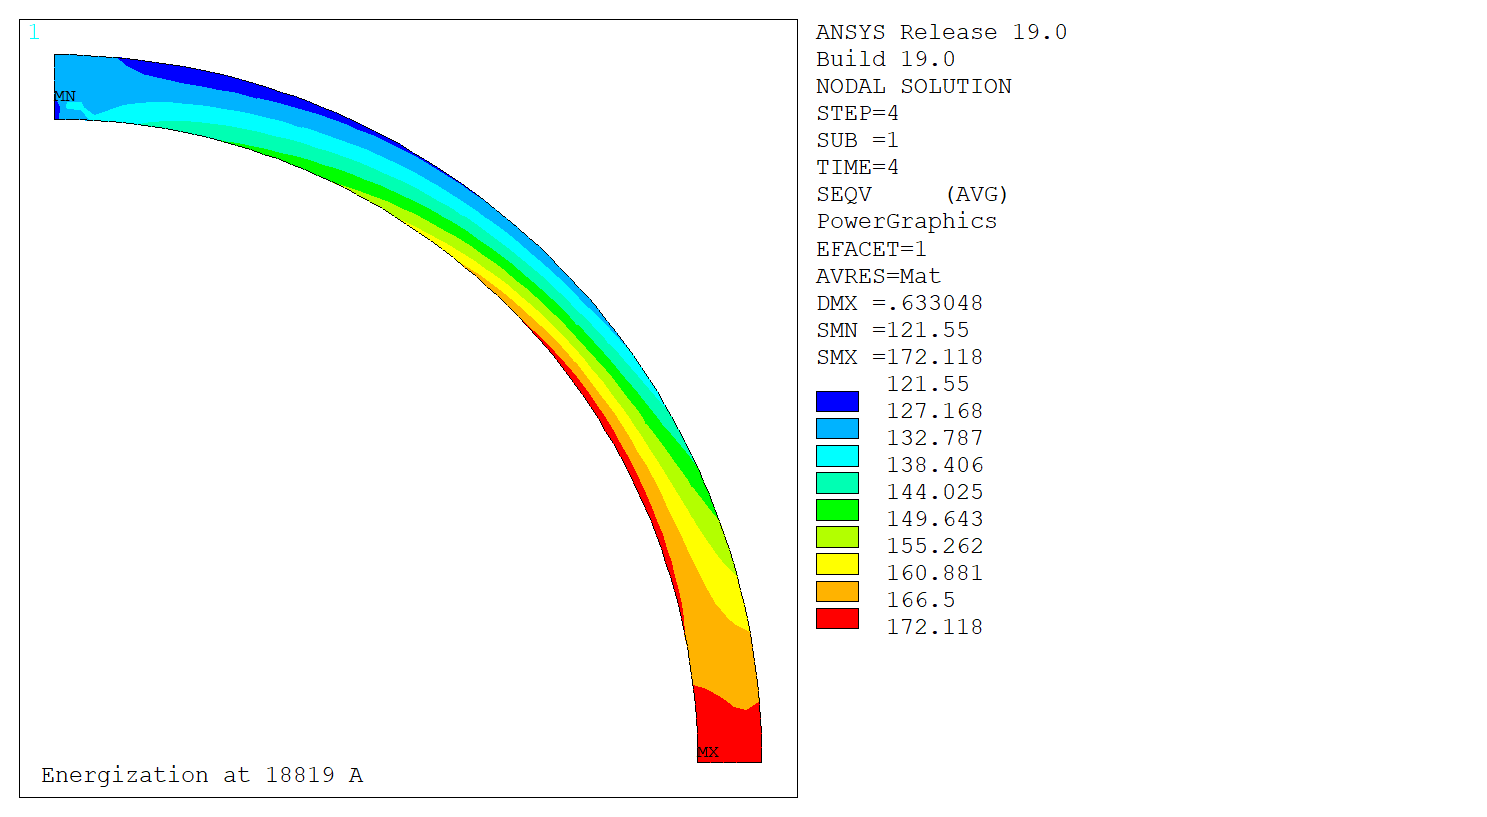 1
MN
MX
Energization at 18819 A
ANSYS Release 19.0
Build 19.0
NODAL SOLUTION
STEP=4
SUB =1
TIME=4
SEQV     (AVG)
PowerGraphics
EFACET=1
AVRES=Mat
DMX =.633048
SMN =121.55
SMX =172.118
121.55
127.168
132.787
138.406
144.025
149.643
155.262
160.881
166.5
172.118